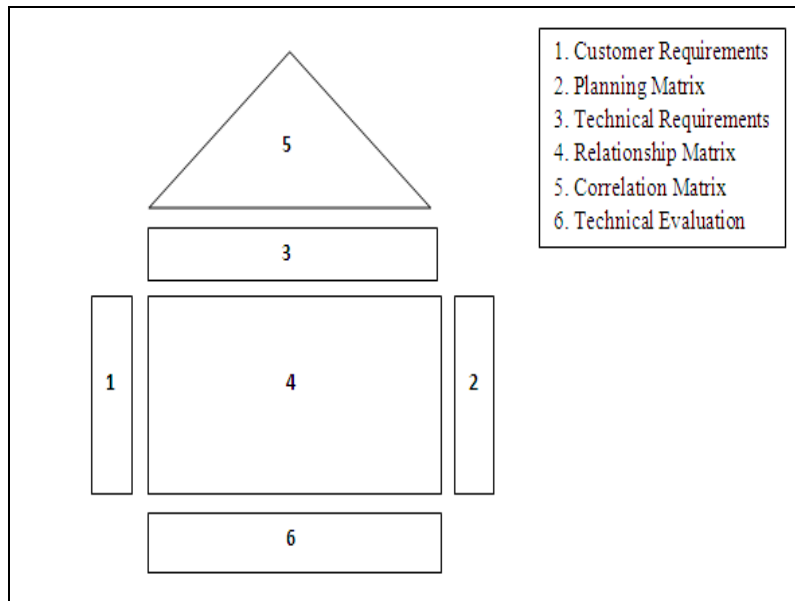 1. Customer Requirements
2. Planning Matrix
3. Technical Requirements
4. Relationship Matrix
5. Correlation Matrix
6. Technical Evaluation
5
3
1
4
2
6